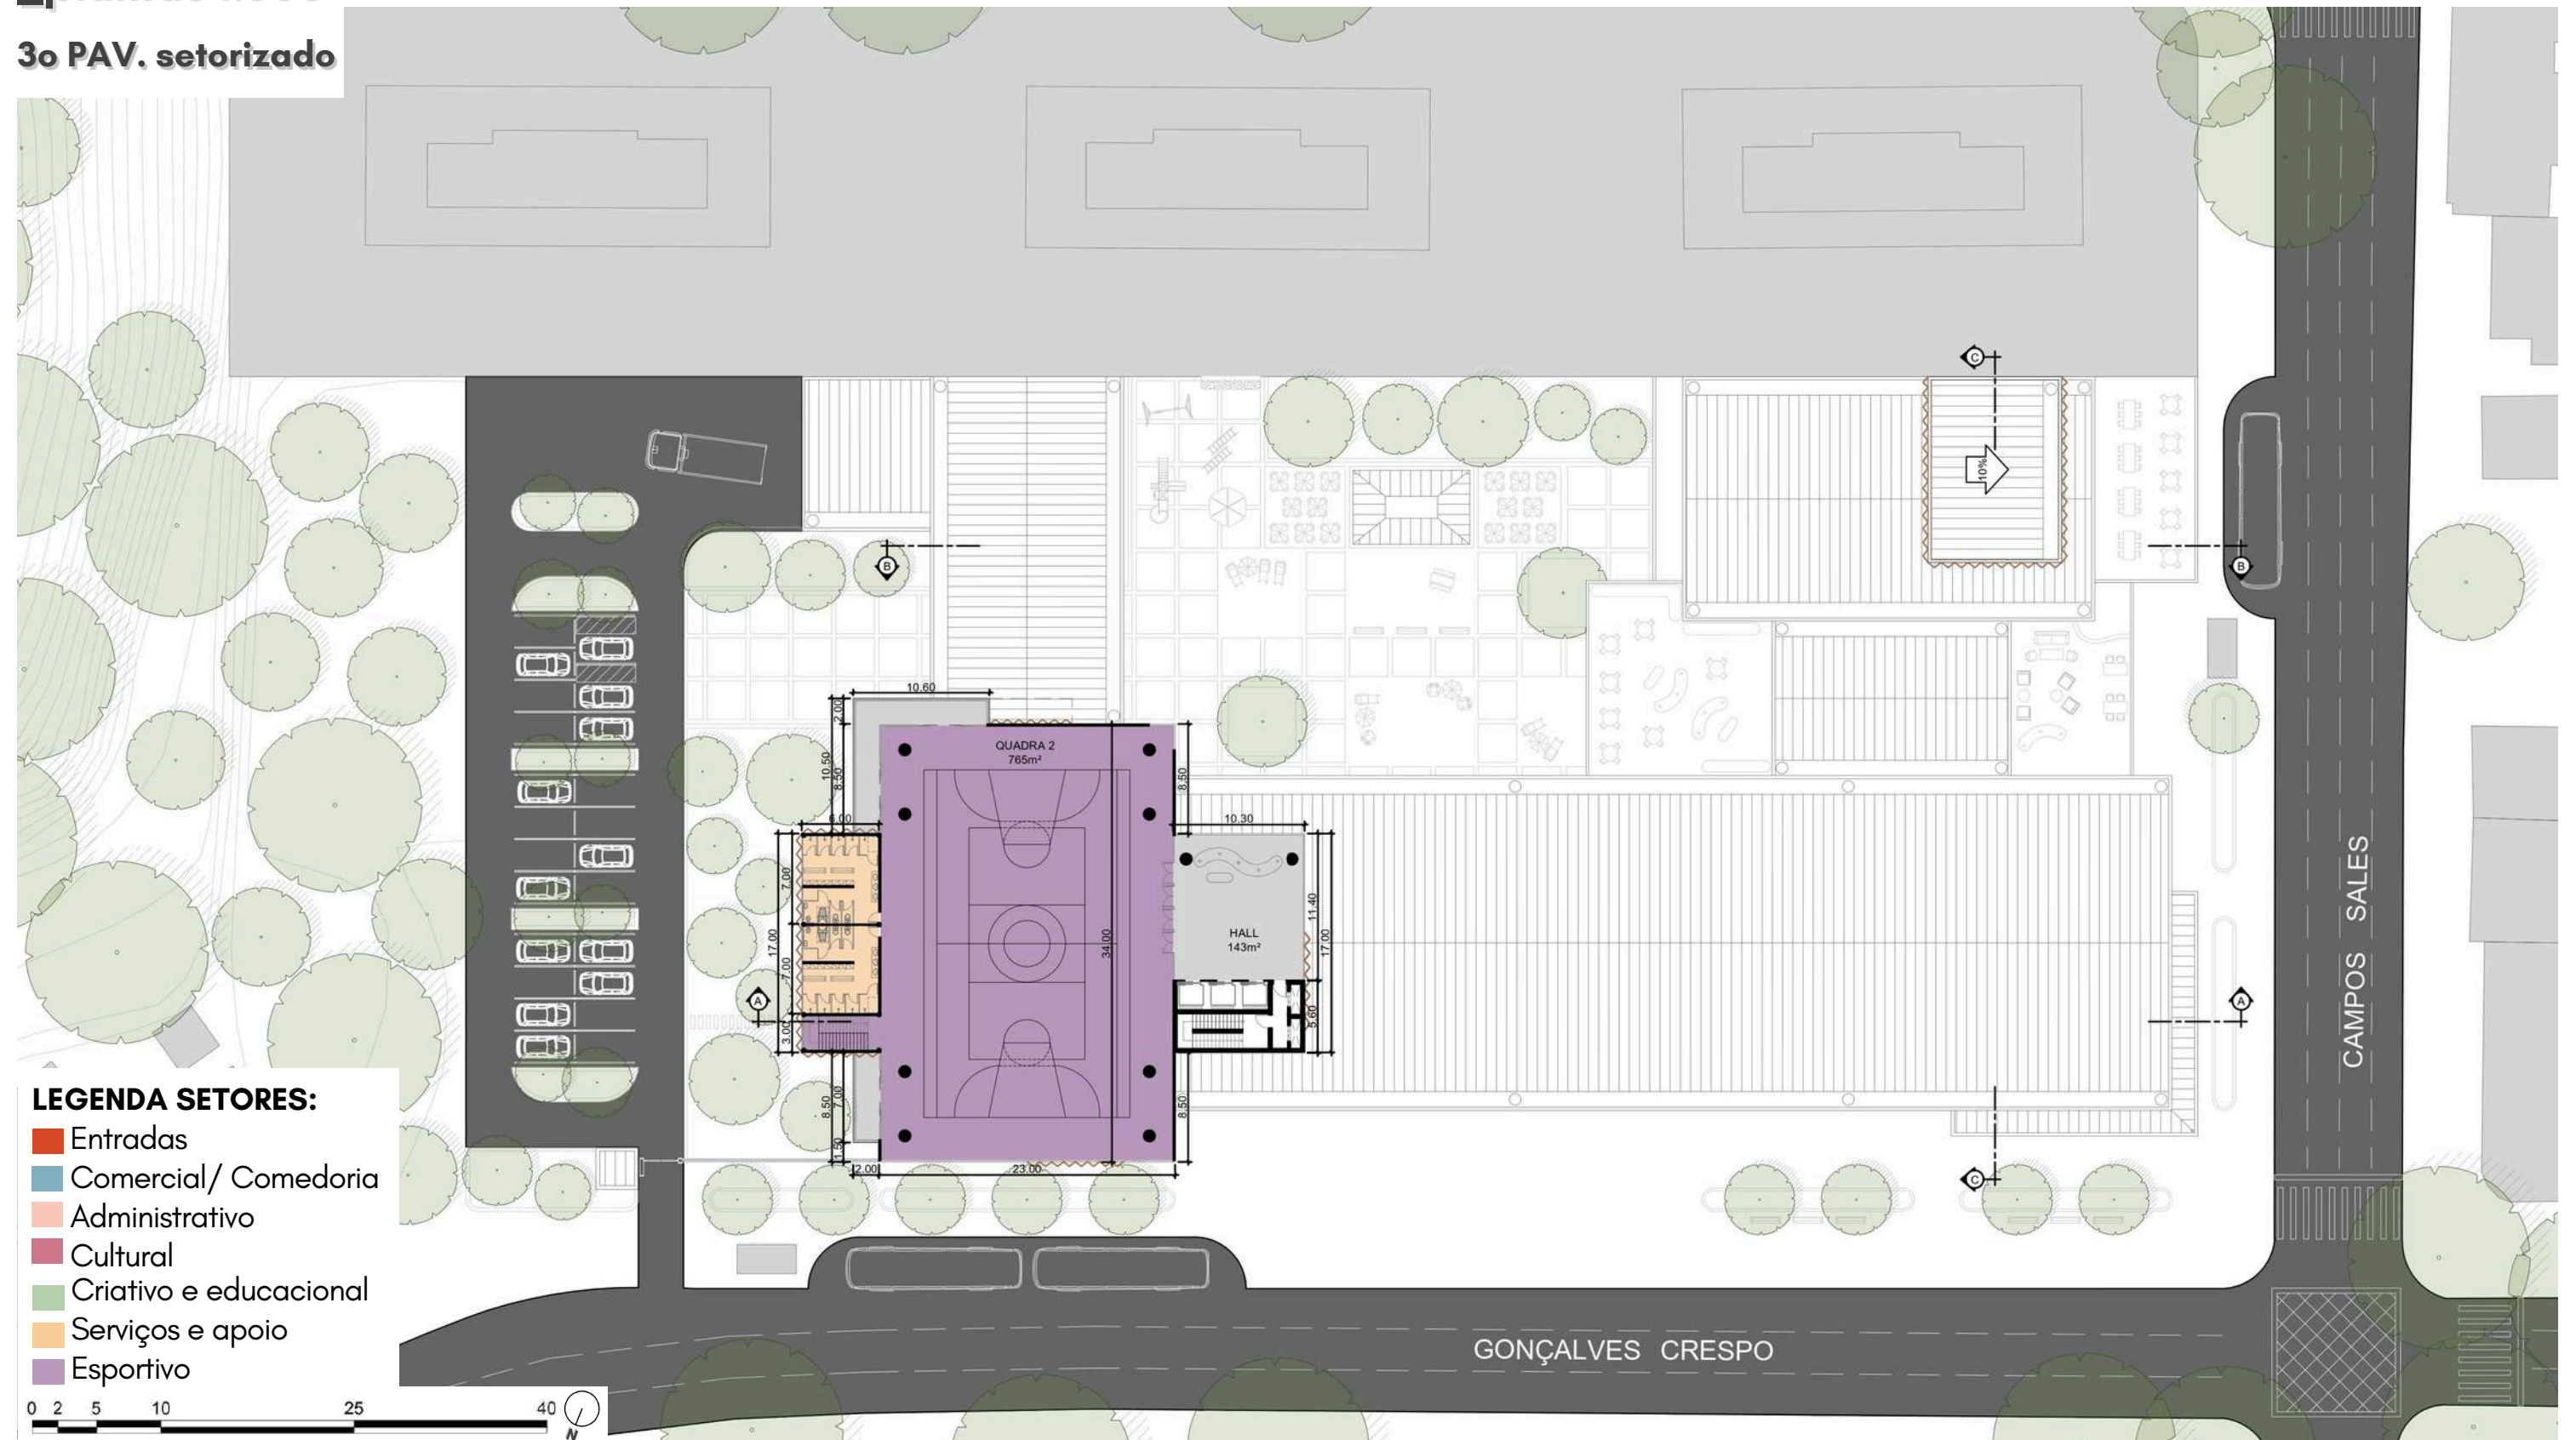 3o PAV. setorizado
C
10%
B
B
10.60
2.00
QUADRA 2
765m²
10.50
8.50
8.50
6.00
10.30
7.00
17.00
7.00
3.00
34.00
HALL
143m²
11.40
17.00
5.60
A
A
8.50
7.00
1.50
8.50
2.00
23.00
C
CAMPOS SALES
GONÇALVES CRESPO
LEGENDA SETORES:
Entradas
Comercial/ Comedoria
Administrativo
Cultural
Criativo e educacional
Serviços e apoio
Esportivo
0 2 5 10 25 40
N